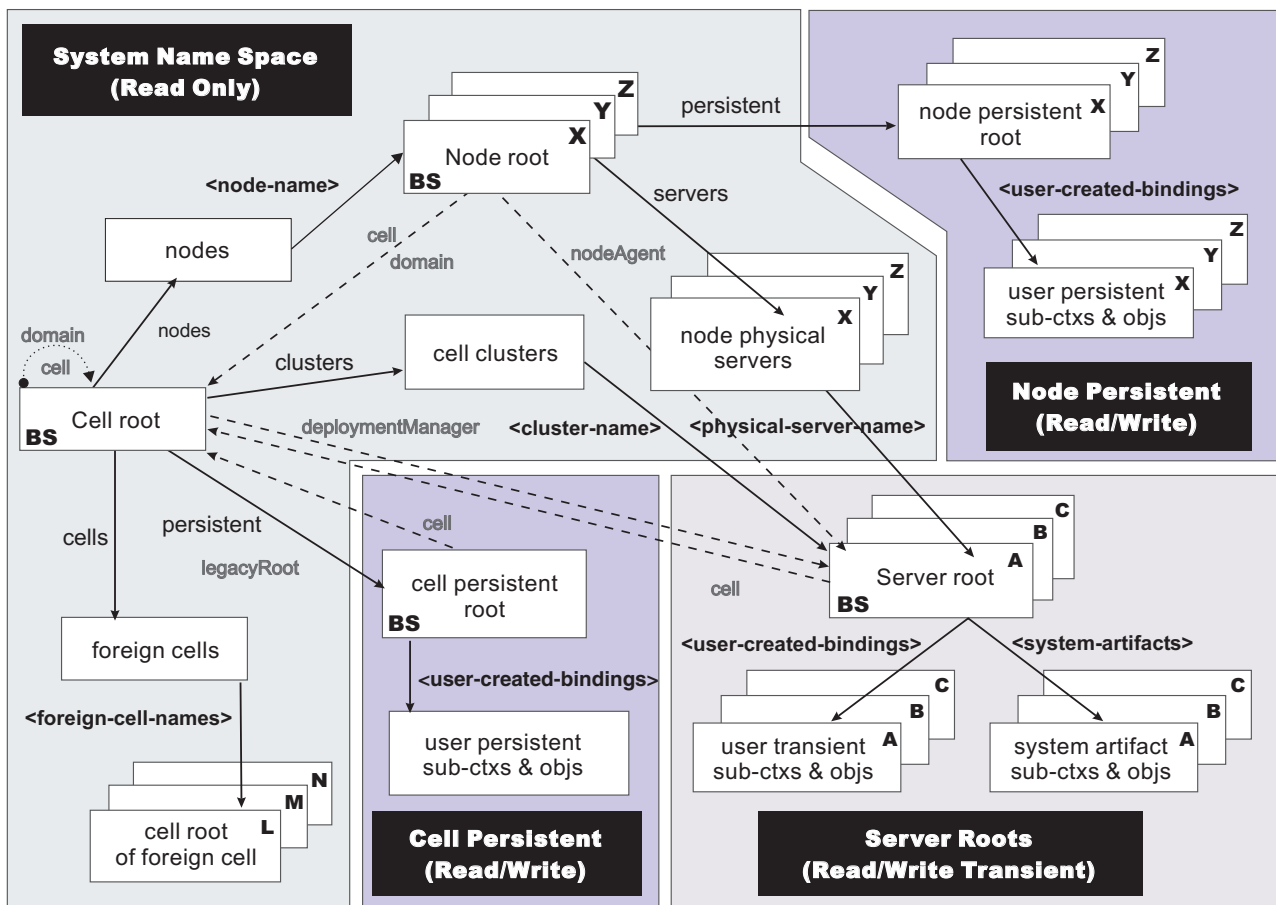 System Name Space
(Read Only)
Z
Y
X
Node root
BS
persistent
Z
Y
X
node persistent
root
<node-name>
servers
<user-created-bindings>
nodes
cell
domain
nodeAgent
Z
Y
X
node physical
servers
Z
Y
X
user persistent
sub-ctxs & objs
domain
cell
nodes
clusters
cell clusters
Node Persistent
(Read/Write)
Cell root
BS
deploymentManager
<cluster-name>
<physical-server-name>
cells
persistent
legacyRoot
cell
cell persistent
root
BS
cell
C
B
A
Server root
BS
foreign cells
<user-created-bindings>
<system-artifacts>
<user-created-bindings>
<foreign-cell-names>
user persistent
sub-ctxs & objs
C
B
A
user transient
sub-ctxs & objs
C
B
A
system artifact
sub-ctxs & objs
N
M
L
cell root
of foreign cell
Cell Persistent
(Read/Write)
Server Roots
(Read/Write Transient)